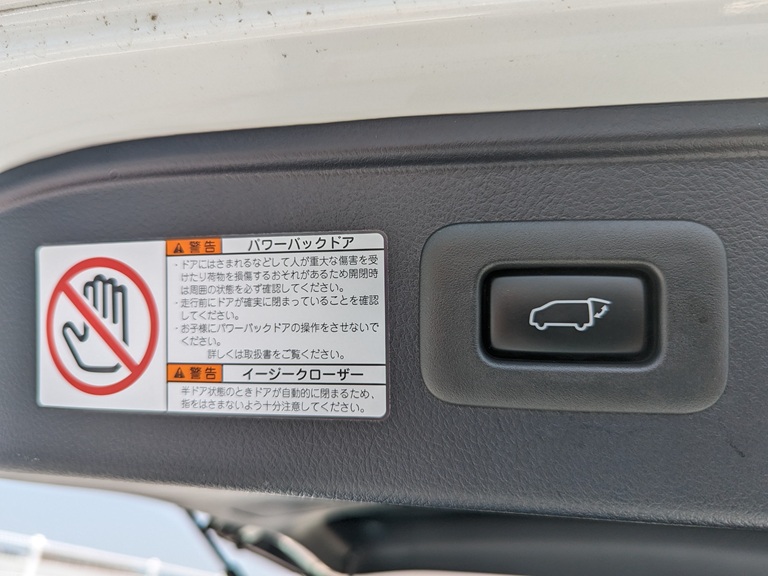 警告 パワーバックドア
・ドアにはさまれるなどして人が重大な傷害を受
けたり荷物を損傷するおそれがあるため開閉時
は周囲の状態を必ず確認してください。
・走行前にドアが確実に閉まっていることを確認
してください。
・お子様にパワーバックドアの操作をさせないで
ください。
詳しくは取扱書をご覧ください。
警告 イージークローザー
半ドア状態のときドアが自動的に閉まるため、
指をはさまないよう十分注意してください。